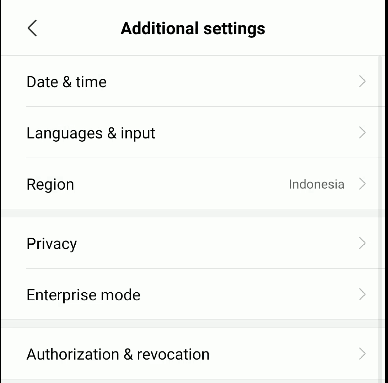 Additional settings
Date & time
Languages & input
Region Indonesia
Privacy
Enterprise mode
Authorization & revocation